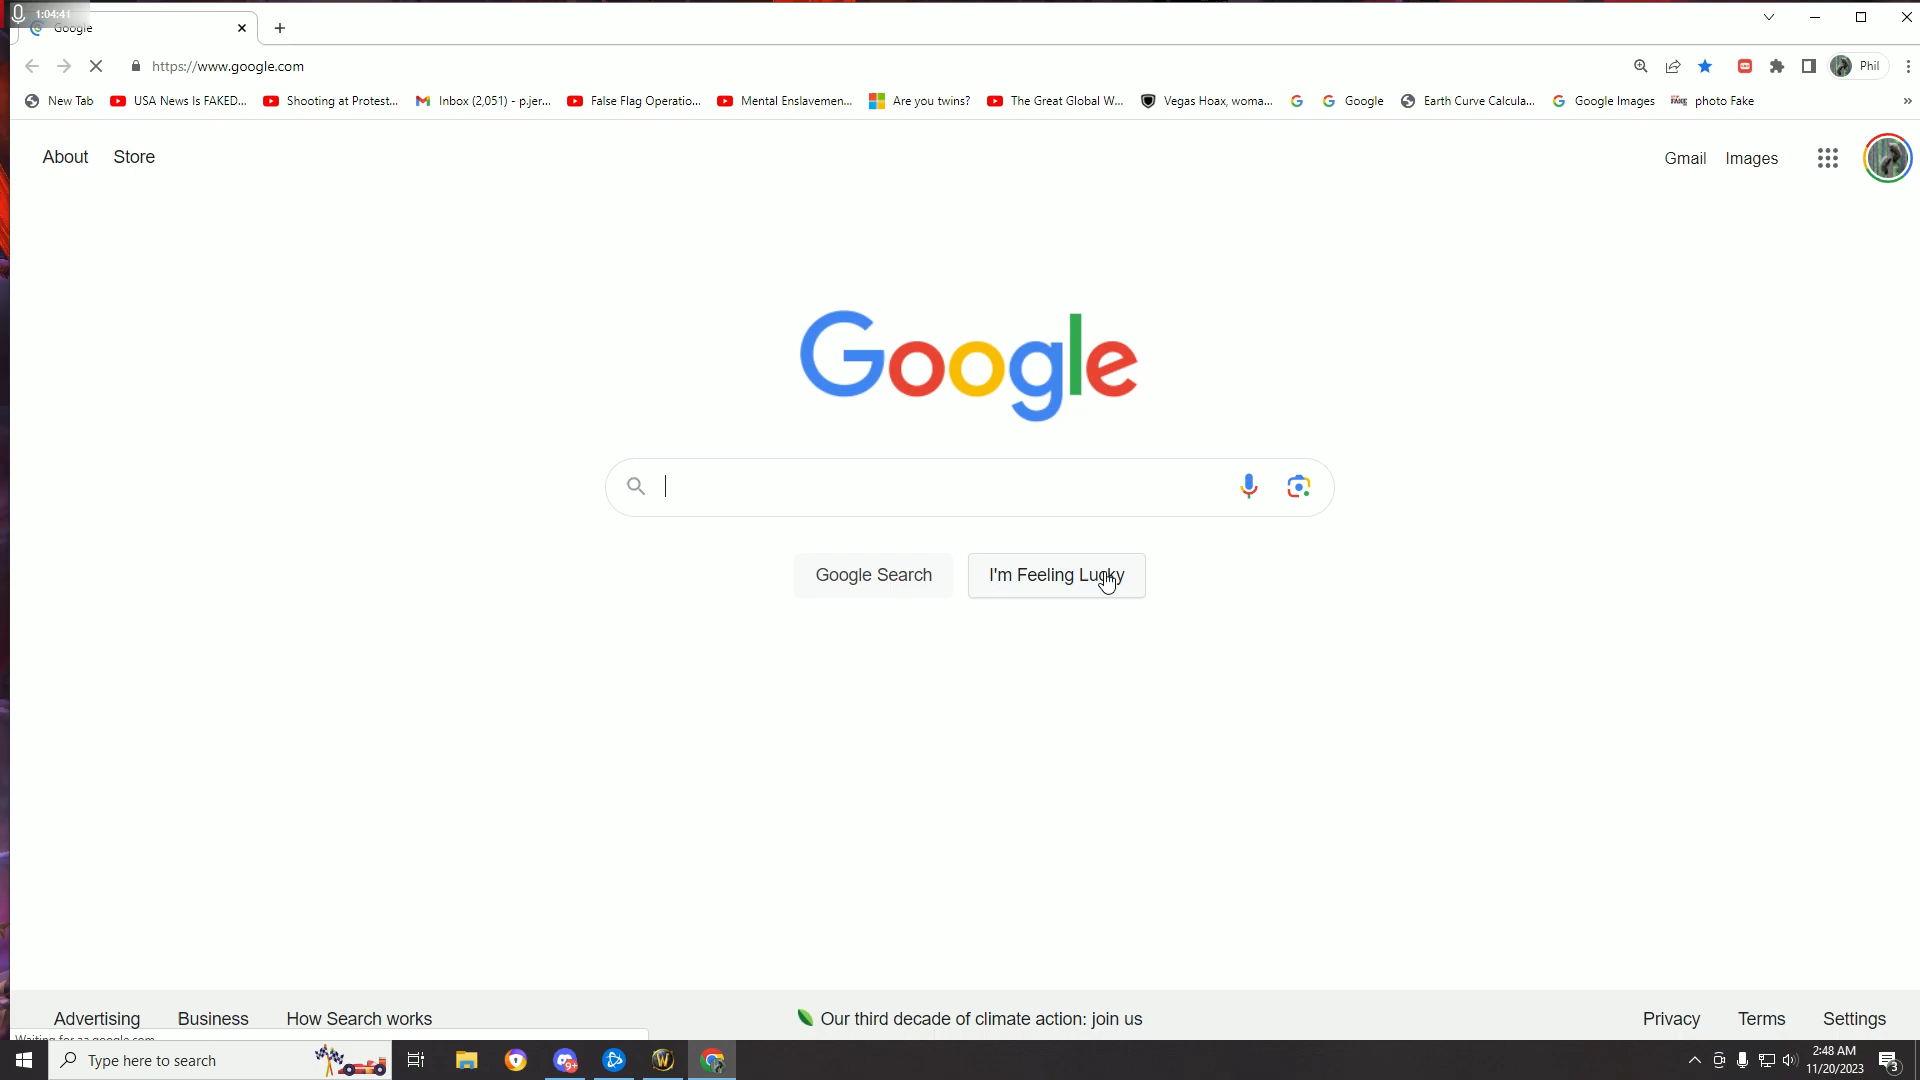 1:04:41
Google
https://www.google.com
Phil
New Tab
USA News Is FAKED...
Shooting at Protest...
Inbox (2,051) - p.jer...
False Flag Operatio...
Mental Enslavemen...
Are you twins?
The Great Global W...
Vegas Hoax, woma...
Google
Earth Curve Calcula...
Google Images
photo Fake
About
Store
Gmail
Images
Google
Google Search
I'm Feeling Lucky
Advertising
Business
How Search works
Our third decade of climate action: join us
Privacy
Terms
Settings
Type here to search
9+
2:48 AM
11/20/2023
3